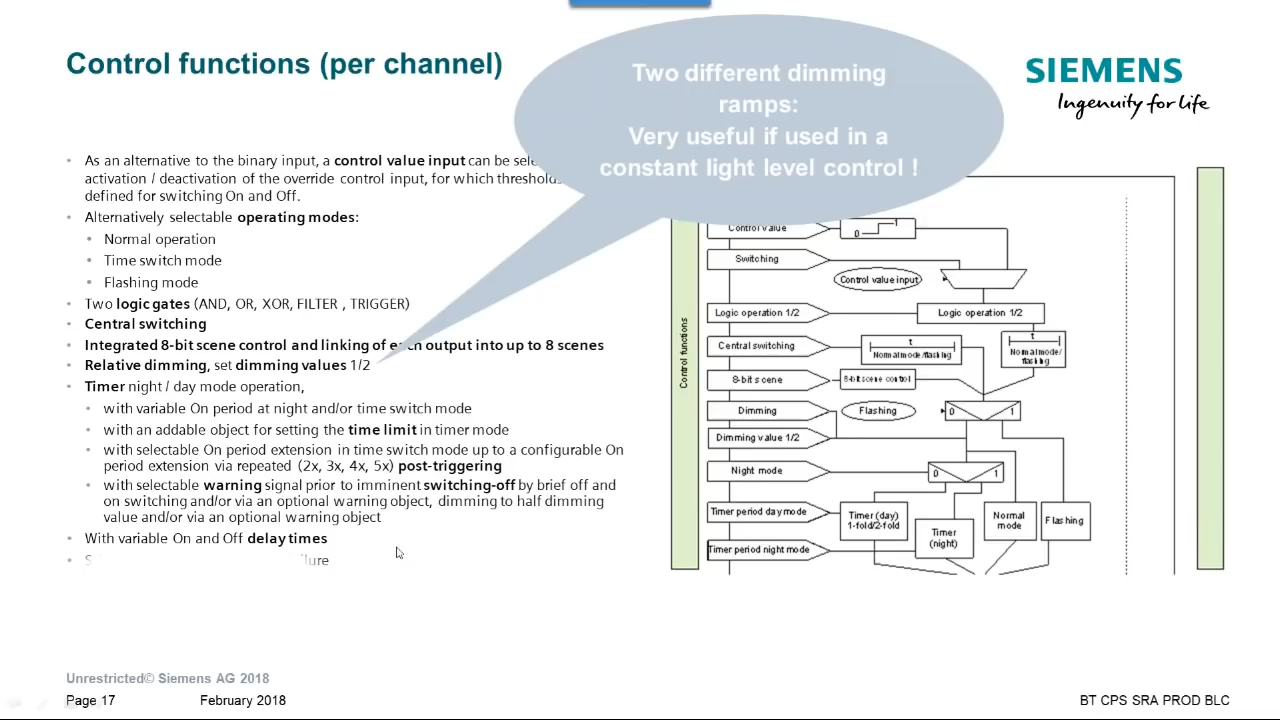 Control functions (per channel)
Two different dimming
ramps:
Very useful if used in a
constant light level control !
SIEMENS
Ingenuity for life
• As an alternative to the binary input, a control value input can be
activation / deactivation of the override control input, for which
defined for switching On and Off.
• Alternatively selectable operating modes:
• Normal operation
• Time switch mode
• Flashing mode
• Two logic gates (AND, OR, XOR, FILTER , TRIGGER)
• Central switching
• Integrated 8-bit scene control and linking of each output into up to 8 scenes
• Relative dimming, set dimming values 1/2
• Timer night / day mode operation,
• with variable On period at night and/or time switch mode
• with an addable object for setting the time limit in timer mode
• with selectable On period extension in time switch mode up to a configurable On
period extension via repeated (2x, 3x, 4x, 5x) post-triggering
• with selectable warning signal prior to imminent switching-off by brief off and
on switching and/or via an optional warning object, dimming to half dimming
value and/or via an optional warning object
• With variable On and Off delay times
Control functions
Control value
0
1
Switching
Control value input
Logic operation 1/2
Logic operation 1/2
Central switching
t
Normal mode/flashing
t
Normal mode/
flashing
8-bit scene
8-bit scene control
Dimming
Flashing
0
1
Dimming value 1/2
Night mode
0
1
Timer period day mode
Timer (day)
1-fold/2-fold
Normal
mode
Flashing
Timer
(night)
Timer period night mode
Unrestricted© Siemens AG 2018
Page 17
February 2018
BT CPS SRA PROD BLC